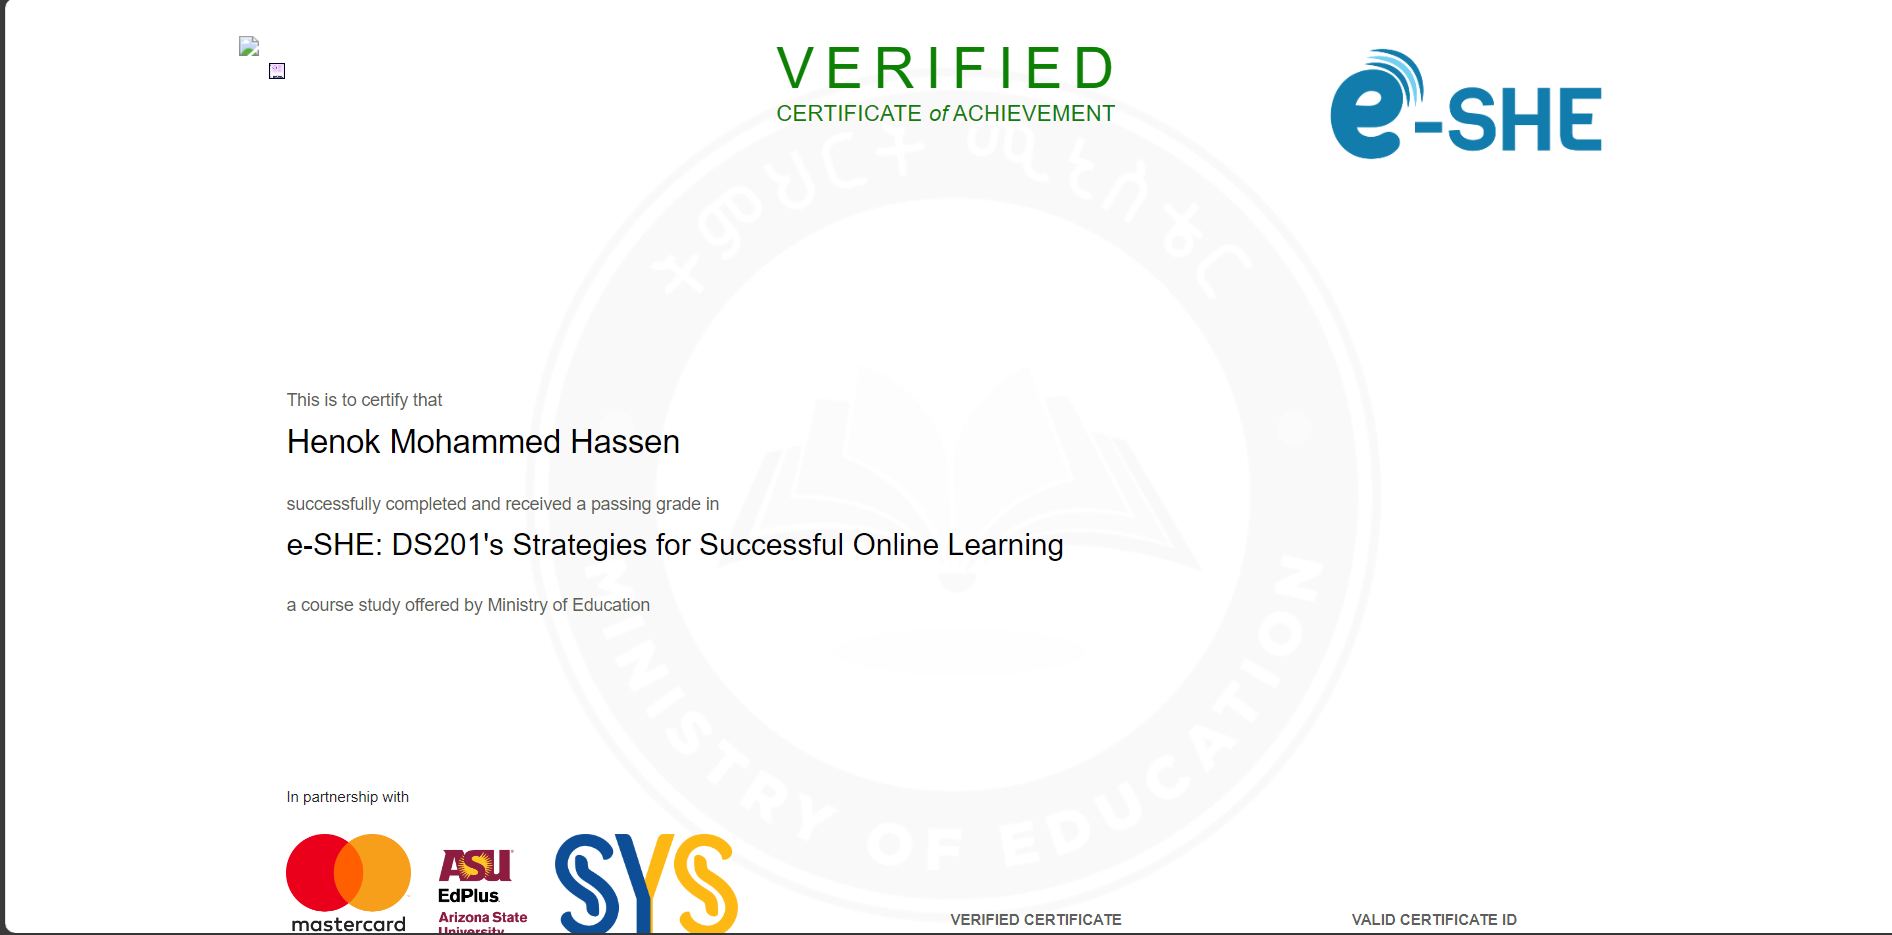 VERIFIED
CERTIFICATE of ACHIEVEMENT
e-SHE
ትምህርት ሚኒስቴር
This is to certify that
Henok Mohammed Hassen
successfully completed and received a passing grade in
e-SHE: DS201's Strategies for Successful Online Learning
a course study offered by Ministry of Education
MINISTRY OF EDUCATION
In partnership with
mastercard
ASU
EdPlus
Arizona State
University
SYS
VERIFIED CERTIFICATE
VALID CERTIFICATE ID